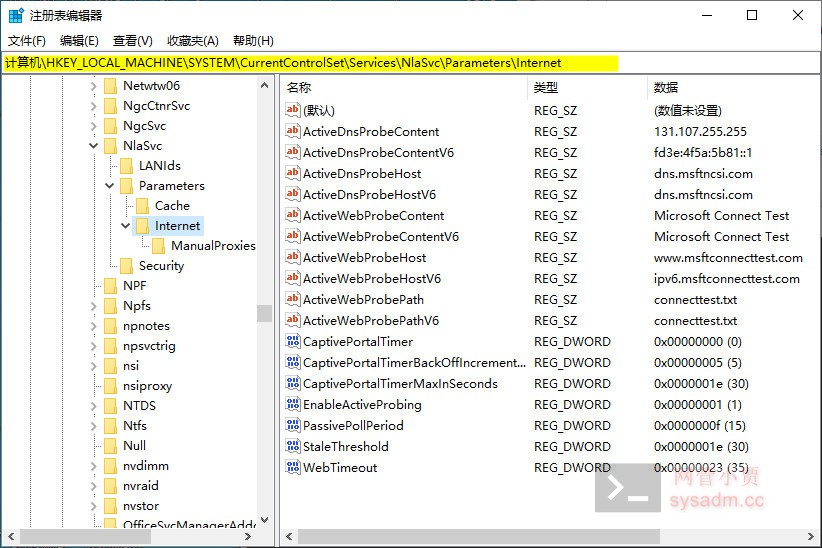 注册表编辑器
文件(F) 编辑(E) 查看(V) 收藏夹(A) 帮助(H)
计算机\HKEY_LOCAL_MACHINE\SYSTEM\CurrentControlSet\Services\NlaSvc\Parameters\Internet
Netwtw06
NgcCtnrSvc
NgcSvc
NlaSvc
LANIds
Parameters
Cache
Internet
ManualProxies
Security
NPF
Npfs
npnotes
npsvctrig
nsi
nsiproxy
NTDS
Ntfs
Null
nvdimm
nvraid
nvstor
OfficeSvcManagerAdd
名称 类型 数据
(默认) REG_SZ (数值未设置)
ActiveDnsProbeContent REG_SZ 131.107.255.255
ActiveDnsProbeContentV6 REG_SZ fd3e:4f5a:5b81::1
ActiveDnsProbeHost REG_SZ dns.msftncsi.com
ActiveDnsProbeHostV6 REG_SZ dns.msftncsi.com
ActiveWebProbeContent REG_SZ Microsoft Connect Test
ActiveWebProbeContentV6 REG_SZ Microsoft Connect Test
ActiveWebProbeHost REG_SZ www.msftconnecttest.com
ActiveWebProbeHostV6 REG_SZ ipv6.msftconnecttest.com
ActiveWebProbePath REG_SZ connecttest.txt
ActiveWebProbePathV6 REG_SZ connecttest.txt
CaptivePortalTimer REG_DWORD 0x00000000 (0)
CaptivePortalTimerBackOffIncrement... REG_DWORD 0x00000005 (5)
CaptivePortalTimerMaxInSeconds REG_DWORD 0x0000001e (30)
EnableActiveProbing REG_DWORD 0x00000001 (1)
PassivePollPeriod REG_DWORD 0x0000000f (15)
StaleThreshold REG_DWORD 0x0000001e (30)
WebTimeout REG_DWORD 0x00000023 (35)
网管小贾
sysadm.cc